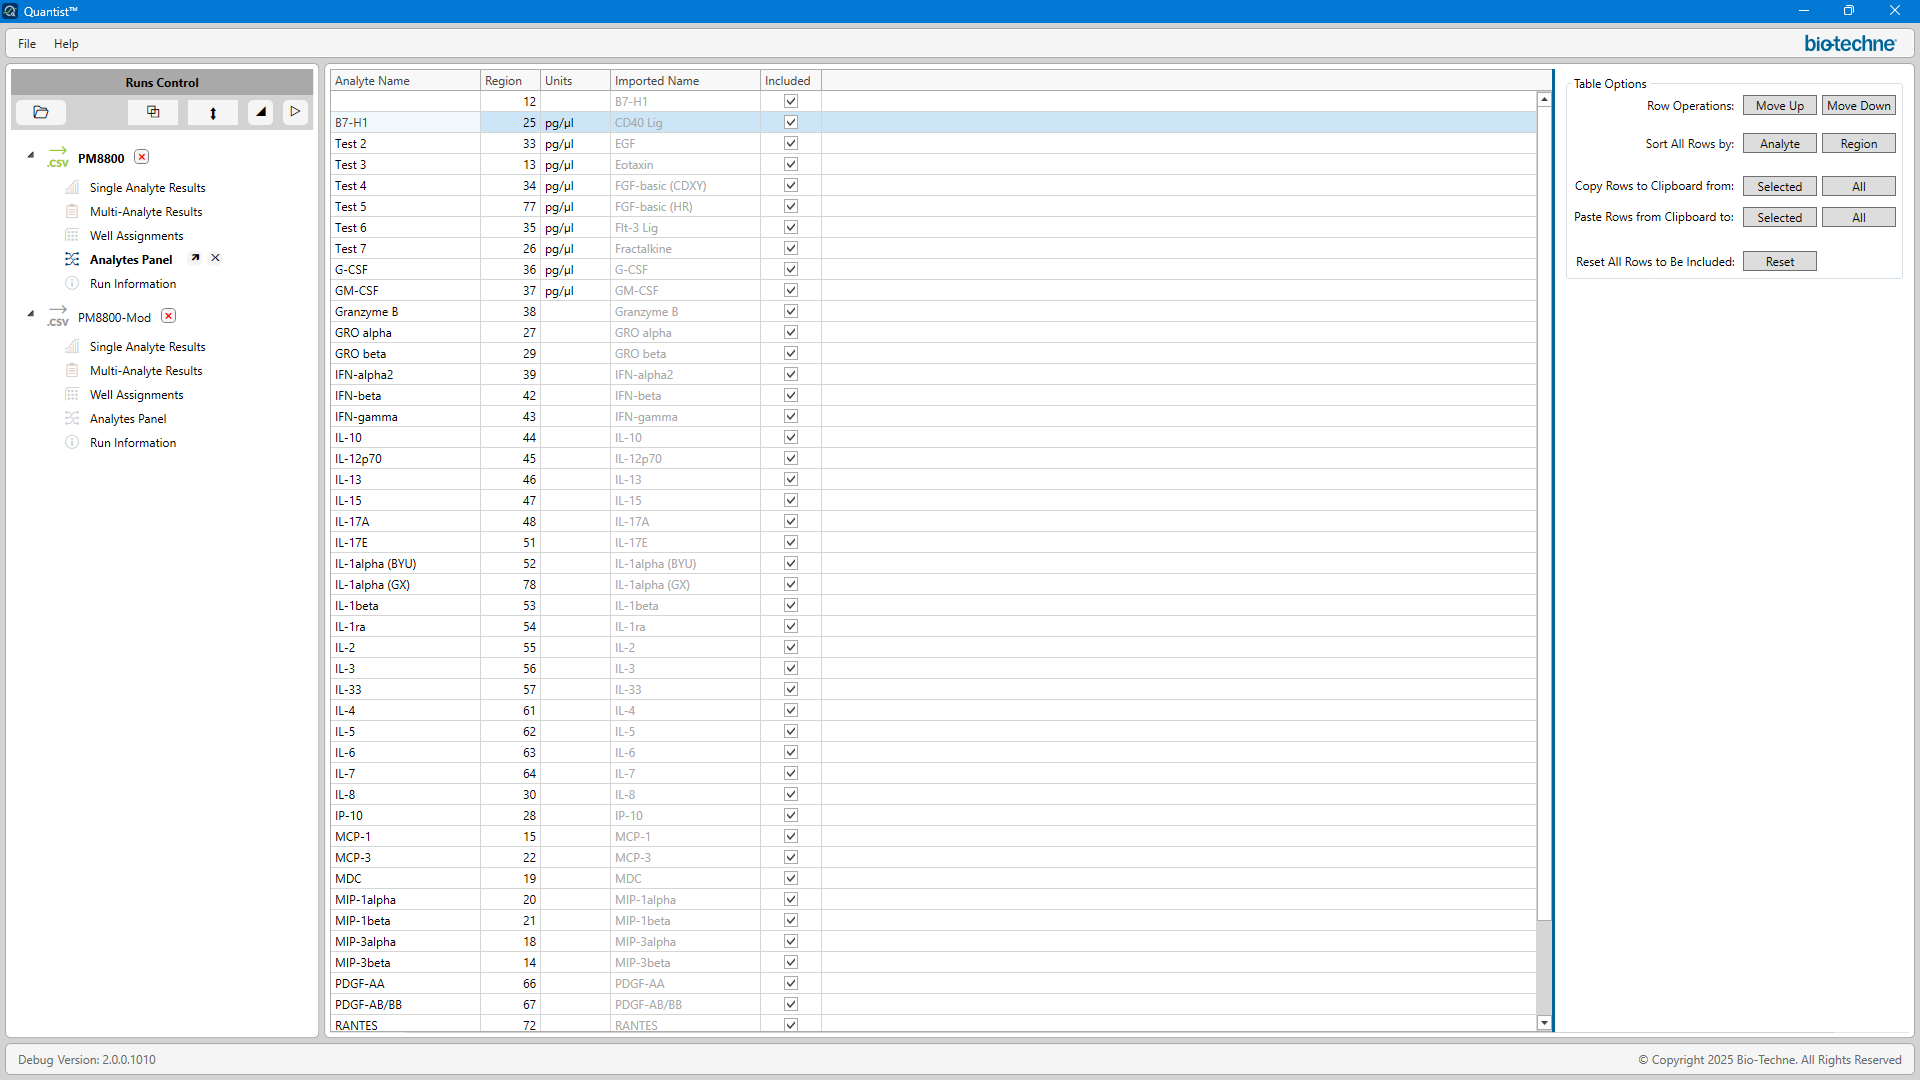 Quantist™
File Help
bio-techne
Runs Control
.csv PM8800
Single Analyte Results
Multi-Analyte Results
Well Assignments
Analytes Panel
Run Information
.csv PM8800-Mod
Single Analyte Results
Multi-Analyte Results
Well Assignments
Analytes Panel
Run Information
Analyte Name Region Units Imported Name Included
12 B7-H1
B7-H1 25 pg/µl CD40 Lig
Test 2 33 pg/µl EGF
Test 3 13 pg/µl Eotaxin
Test 4 34 pg/µl FGF-basic (CDXY)
Test 5 77 pg/µl FGF-basic (HR)
Test 6 35 pg/µl Flt-3 Lig
Test 7 26 pg/µl Fractalkine
G-CSF 36 pg/µl G-CSF
GM-CSF 37 pg/µl GM-CSF
Granzyme B 38 Granzyme B
GRO alpha 27 GRO alpha
GRO beta 29 GRO beta
IFN-alpha2 39 IFN-alpha2
IFN-beta 42 IFN-beta
IFN-gamma 43 IFN-gamma
IL-10 44 IL-10
IL-12p70 45 IL-12p70
IL-13 46 IL-13
IL-15 47 IL-15
IL-17A 48 IL-17A
IL-17E 51 IL-17E
IL-1alpha (BYU) 52 IL-1alpha (BYU)
IL-1alpha (GX) 78 IL-1alpha (GX)
IL-1beta 53 IL-1beta
IL-1ra 54 IL-1ra
IL-2 55 IL-2
IL-3 56 IL-3
IL-33 57 IL-33
IL-4 61 IL-4
IL-5 62 IL-5
IL-6 63 IL-6
IL-7 64 IL-7
IL-8 30 IL-8
IP-10 28 IP-10
MCP-1 15 MCP-1
MCP-3 22 MCP-3
MDC 19 MDC
MIP-1alpha 20 MIP-1alpha
MIP-1beta 21 MIP-1beta
MIP-3alpha 18 MIP-3alpha
MIP-3beta 14 MIP-3beta
PDGF-AA 66 PDGF-AA
PDGF-AB/BB 67 PDGF-AB/BB
RANTES 72 RANTES
Table Options
Row Operations: Move Up Move Down
Sort All Rows by: Analyte Region
Copy Rows to Clipboard from: Selected All
Paste Rows from Clipboard to: Selected All
Reset All Rows to Be Included: Reset
Debug Version: 2.0.0.1010
© Copyright 2025 Bio-Techne. All Rights Reserved